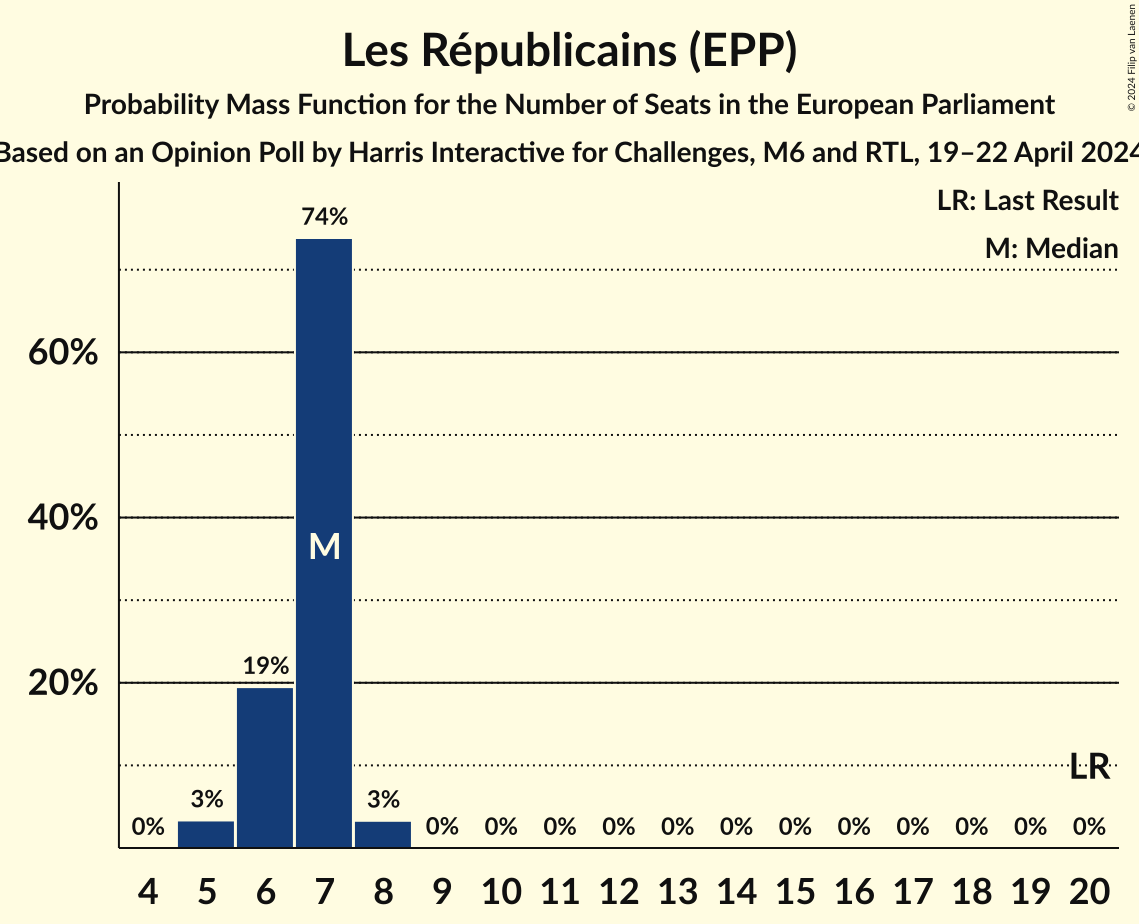 Les Républicains (EPP)
Probability Mass Function for the Number of Seats in the European Parliament
Based on an Opinion Poll by Harris Interactive for Challenges, M6 and RTL, 19–22 April 2024
© 2024 Filip van Laenen
LR: Last Result
M: Median
74%
60%
40%
M
19%
20%
LR
3% 3%
0% 0% 0% 0% 0% 0% 0% 0% 0% 0% 0% 0% 0%
4 5 6 7 8 9 10 11 12 13 14 15 16 17 18 19 20